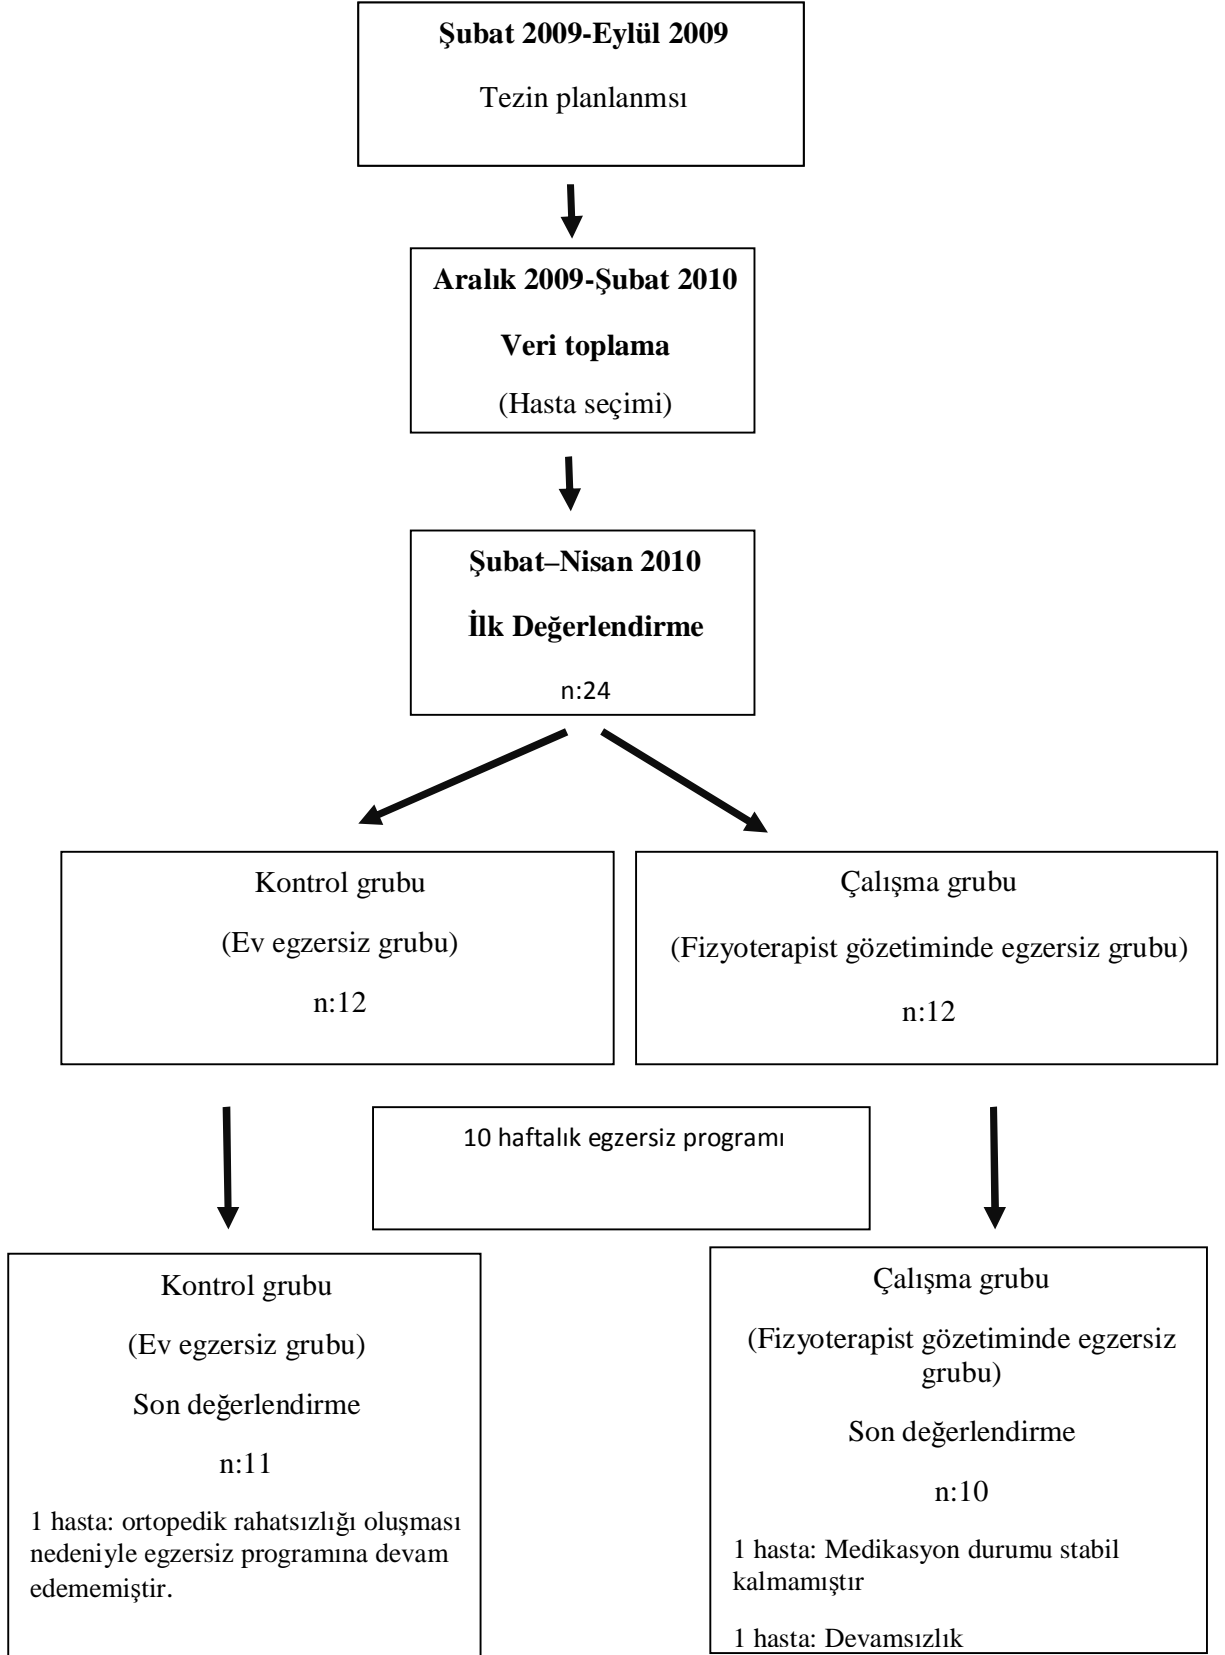 Şubat 2009-Eylül 2009
Tezin planlanmsı
Aralık 2009-Şubat 2010
Veri toplama
(Hasta seçimi)
Şubat–Nisan 2010
İlk Değerlendirme
n:24
Kontrol grubu
(Ev egzersiz grubu)
n:12
Çalışma grubu
(Fizyoterapist gözetiminde egzersiz grubu)
n:12
10 haftalık egzersiz programı
Kontrol grubu
(Ev egzersiz grubu)
Son değerlendirme
n:11
1 hasta: ortopedik rahatsızlığı oluşması
nedeniyle egzersiz programına devam
edememiştir.
Çalışma grubu
(Fizyoterapist gözetiminde egzersiz
grubu)
Son değerlendirme
n:10
1 hasta: Medikasyon durumu stabil
kalmamıştır
1 hasta: Devamsızlık